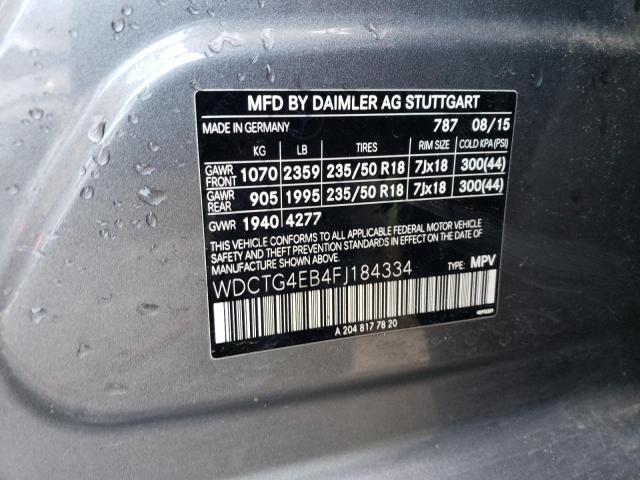 MFD BY DAIMLER AG STUTTGART
MADE IN GERMANY 787 08/15
KG LB TIRES RIM SIZE COLD KPA(PSI)
GAWR FRONT 1070 2359 235/50 R18 7Jx18 300(44)
GAWR REAR 905 1995 235/50 R18 7Jx18 300(44)
GVWR 1940 4277
THIS VEHICLE CONFORMS TO ALL APPLICABLE FEDERAL MOTOR VEHICLE
SAFETY AND THEFT PREVENTION STANDARDS IN EFFECT ON THE DATE OF
MANUFACTURE SHOWN ABOVE.
WDCTG4EB4FJ184334 TYPE: MPV
A 204 817 78 20